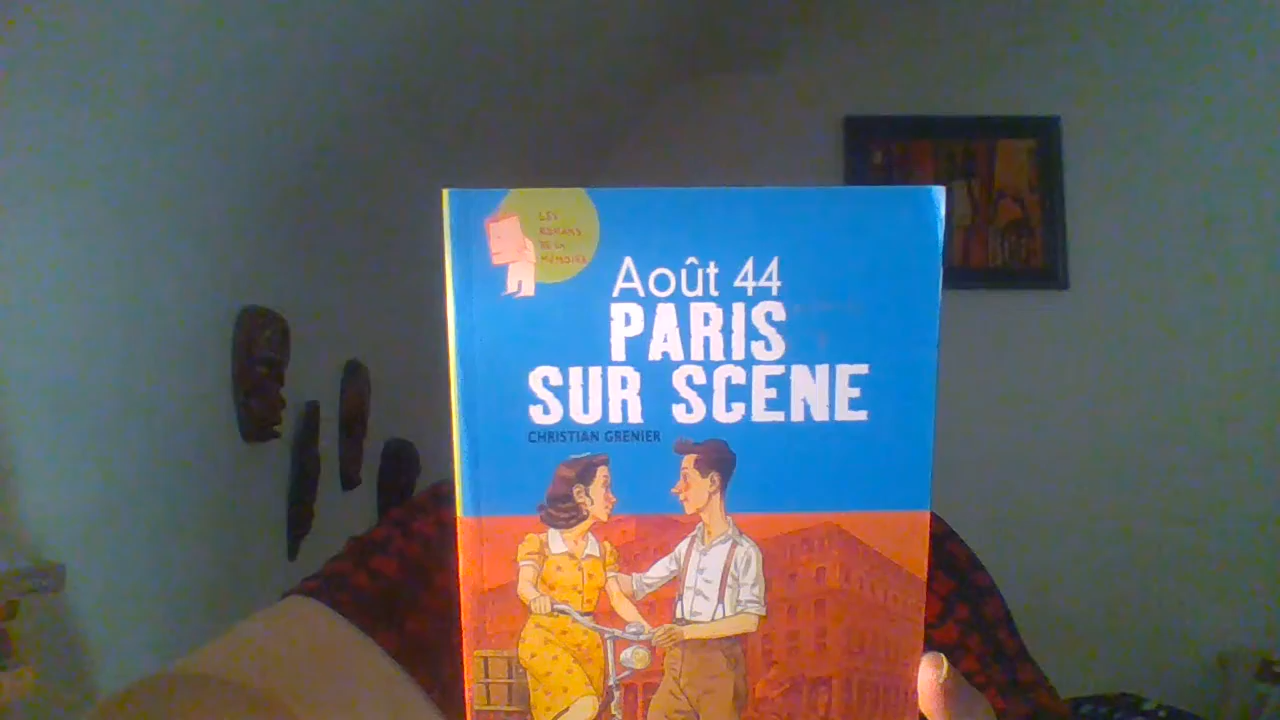 LES
ROMANS
DE LA
MÉMOIRE
Août 44
PARIS
SUR SCENE
CHRISTIAN GRENIER